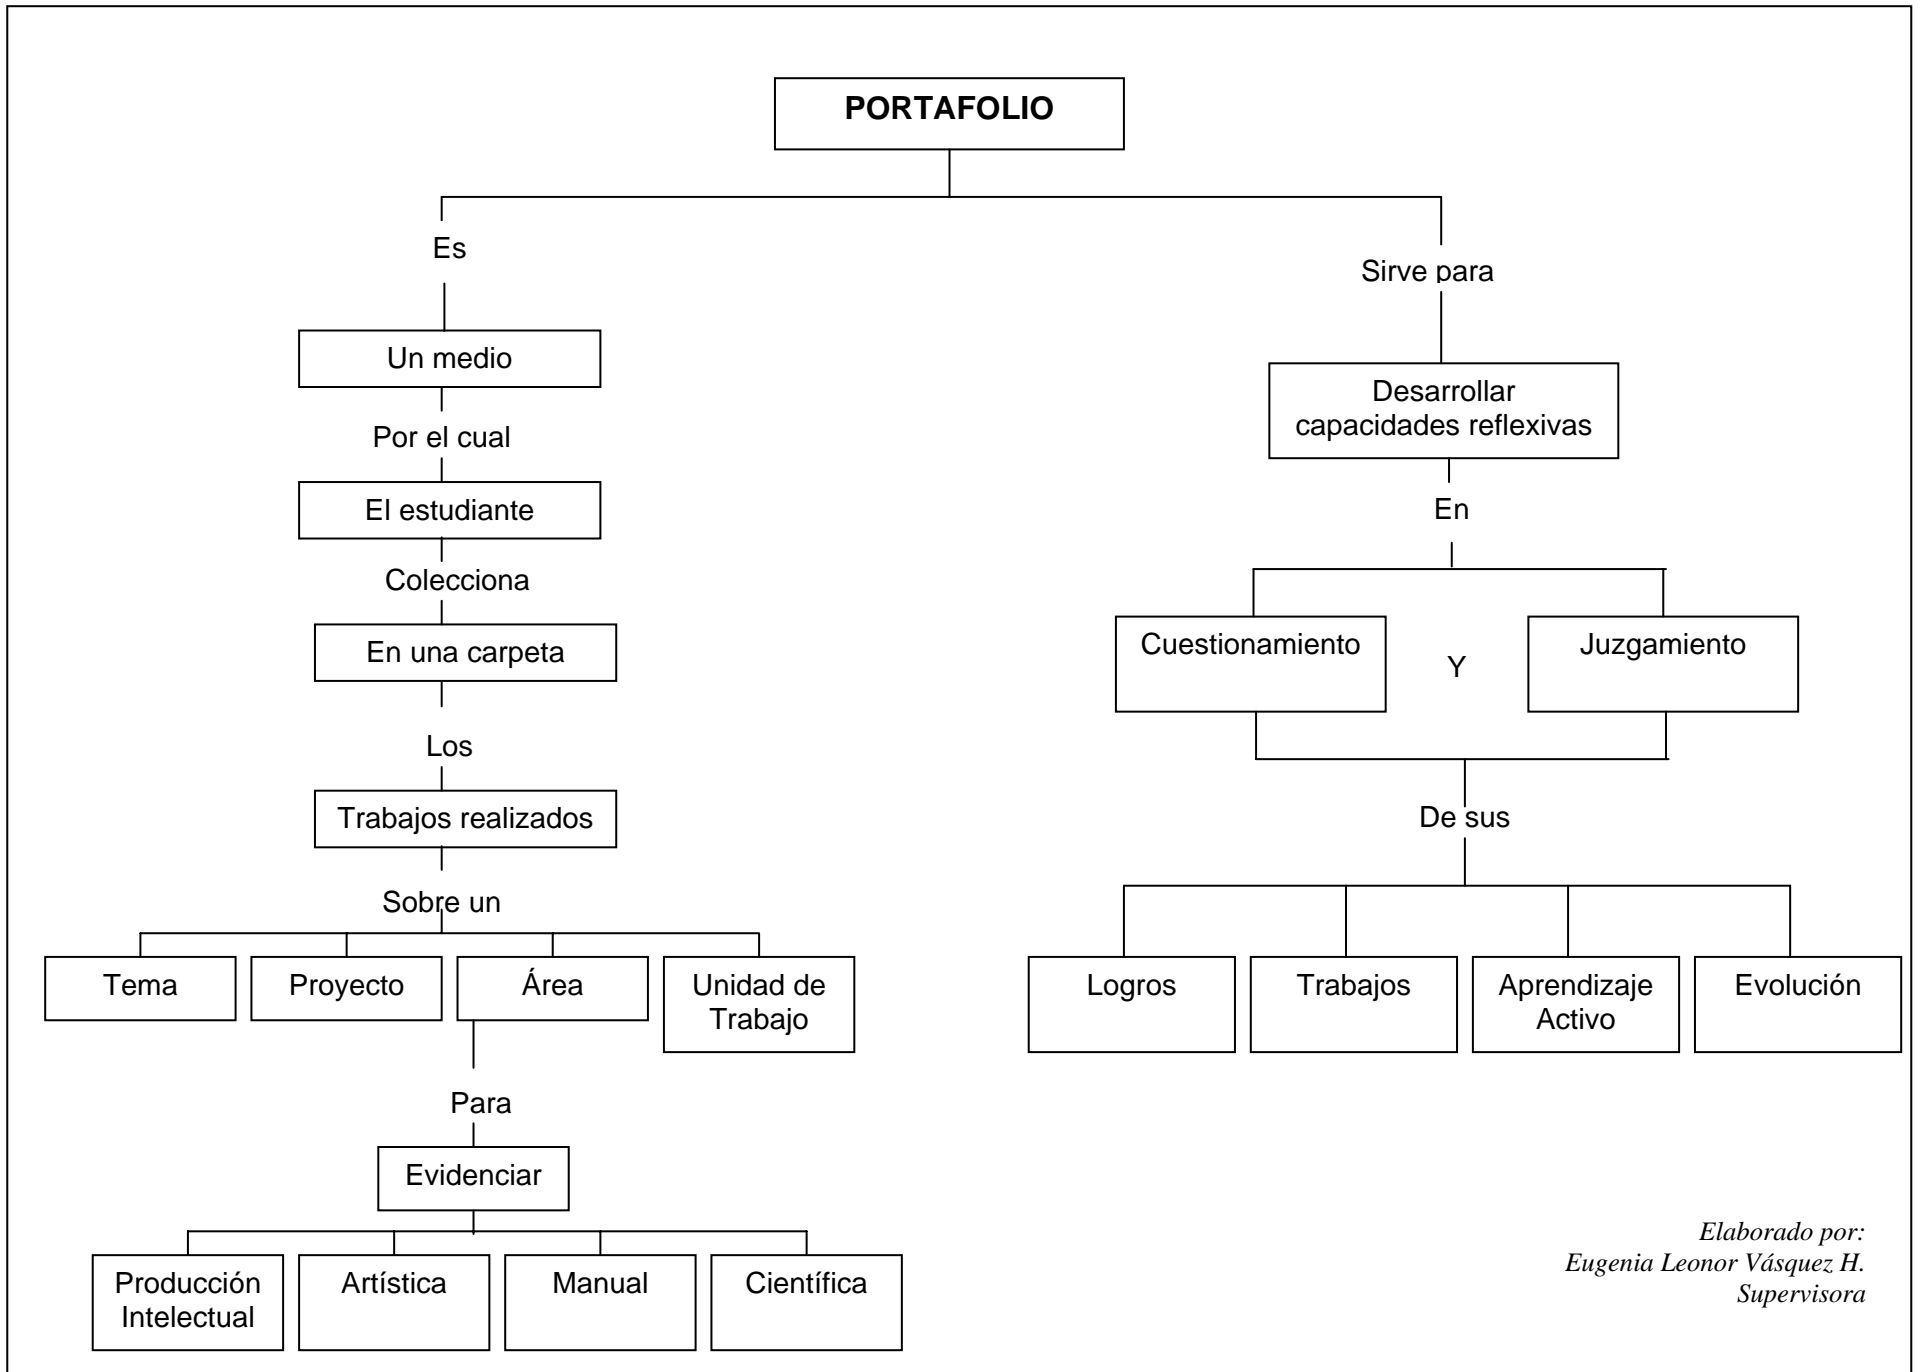 PORTAFOLIO
Es
Un medio
Por el cual
El estudiante
Colecciona
En una carpeta
Los
Trabajos realizados
Sobre un
Tema
Proyecto
Área
Unidad de
Trabajo
Para
Evidenciar
Producción
Intelectual
Artística
Manual
Científica
Sirve para
Desarrollar
capacidades reflexivas
En
Cuestionamiento
Y
Juzgamiento
De sus
Logros
Trabajos
Aprendizaje
Activo
Evolución
Elaborado por:
Eugenia Leonor Vásquez H.
Supervisora